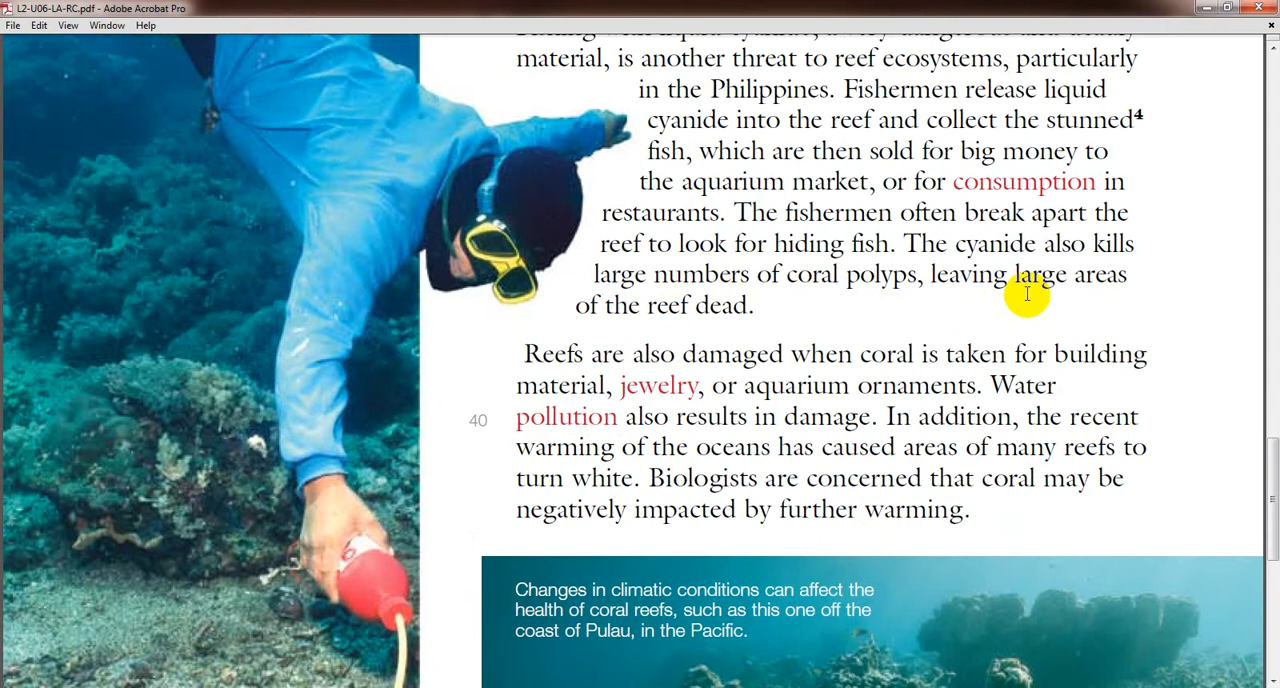 L2-U06-LA-RC.pdf - Adobe Acrobat Pro
File Edit View Window Help
material, is another threat to reef ecosystems, particularly
in the Philippines. Fishermen release liquid
cyanide into the reef and collect the stunned⁴
fish, which are then sold for big money to
the aquarium market, or for consumption in
restaurants. The fishermen often break apart the
reef to look for hiding fish. The cyanide also kills
large numbers of coral polyps, leaving large areas
of the reef dead.
Reefs are also damaged when coral is taken for building
material, jewelry, or aquarium ornaments. Water
40 pollution also results in damage. In addition, the recent
warming of the oceans has caused areas of many reefs to
turn white. Biologists are concerned that coral may be
negatively impacted by further warming.
Changes in climatic conditions can affect the
health of coral reefs, such as this one off the
coast of Pulau, in the Pacific.